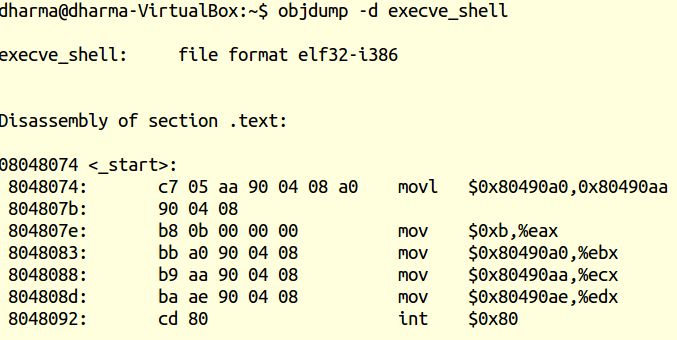 dharma@dharma-VirtualBox:~$ objdump -d execve_shell
execve_shell:     file format elf32-i386
Disassembly of section .text:
08048074 <_start>:
 8048074:	c7 05 aa 90 04 08 a0 	movl   $0x80490a0,0x80490aa
 804807b:	90 04 08
 804807e:	b8 0b 00 00 00       	mov    $0xb,%eax
 8048083:	bb a0 90 04 08       	mov    $0x80490a0,%ebx
 8048088:	b9 aa 90 04 08       	mov    $0x80490aa,%ecx
 804808d:	ba ae 90 04 08       	mov    $0x80490ae,%edx
 8048092:	cd 80                	int    $0x80